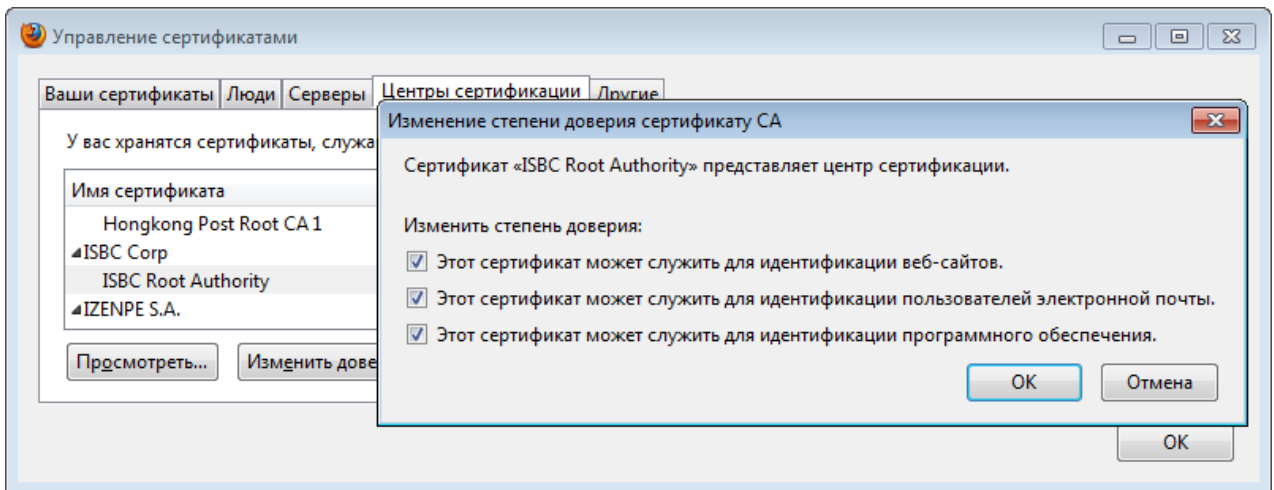 Управление сертификатами
Ваши сертификаты Люди Серверы Центры сертификации Другие
У вас хранятся сертификаты, служа
Имя сертификата
Hongkong Post Root CA 1
ISBC Corp
ISBC Root Authority
IZENPE S.A.
Просмотреть... Изменить дове
Изменение степени доверия сертификату CA
Сертификат «ISBC Root Authority» представляет центр сертификации.
Изменить степень доверия:
Этот сертификат может служить для идентификации веб-сайтов.
Этот сертификат может служить для идентификации пользователей электронной почты.
Этот сертификат может служить для идентификации программного обеспечения.
ОК Отмена
ОК